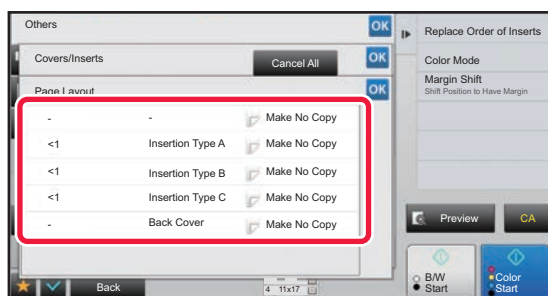 Others
OK
Covers/Inserts
Cancel All
OK
Page Layout
OK
- - Make No Copy
<1 Insertion Type A Make No Copy
<1 Insertion Type B Make No Copy
<1 Insertion Type C Make No Copy
- Back Cover Make No Copy
Back
4 11x17
Replace Order of Inserts
Color Mode
Margin Shift
Shift Position to Have Margin
Preview
CA
B/W
Start
Color
Start